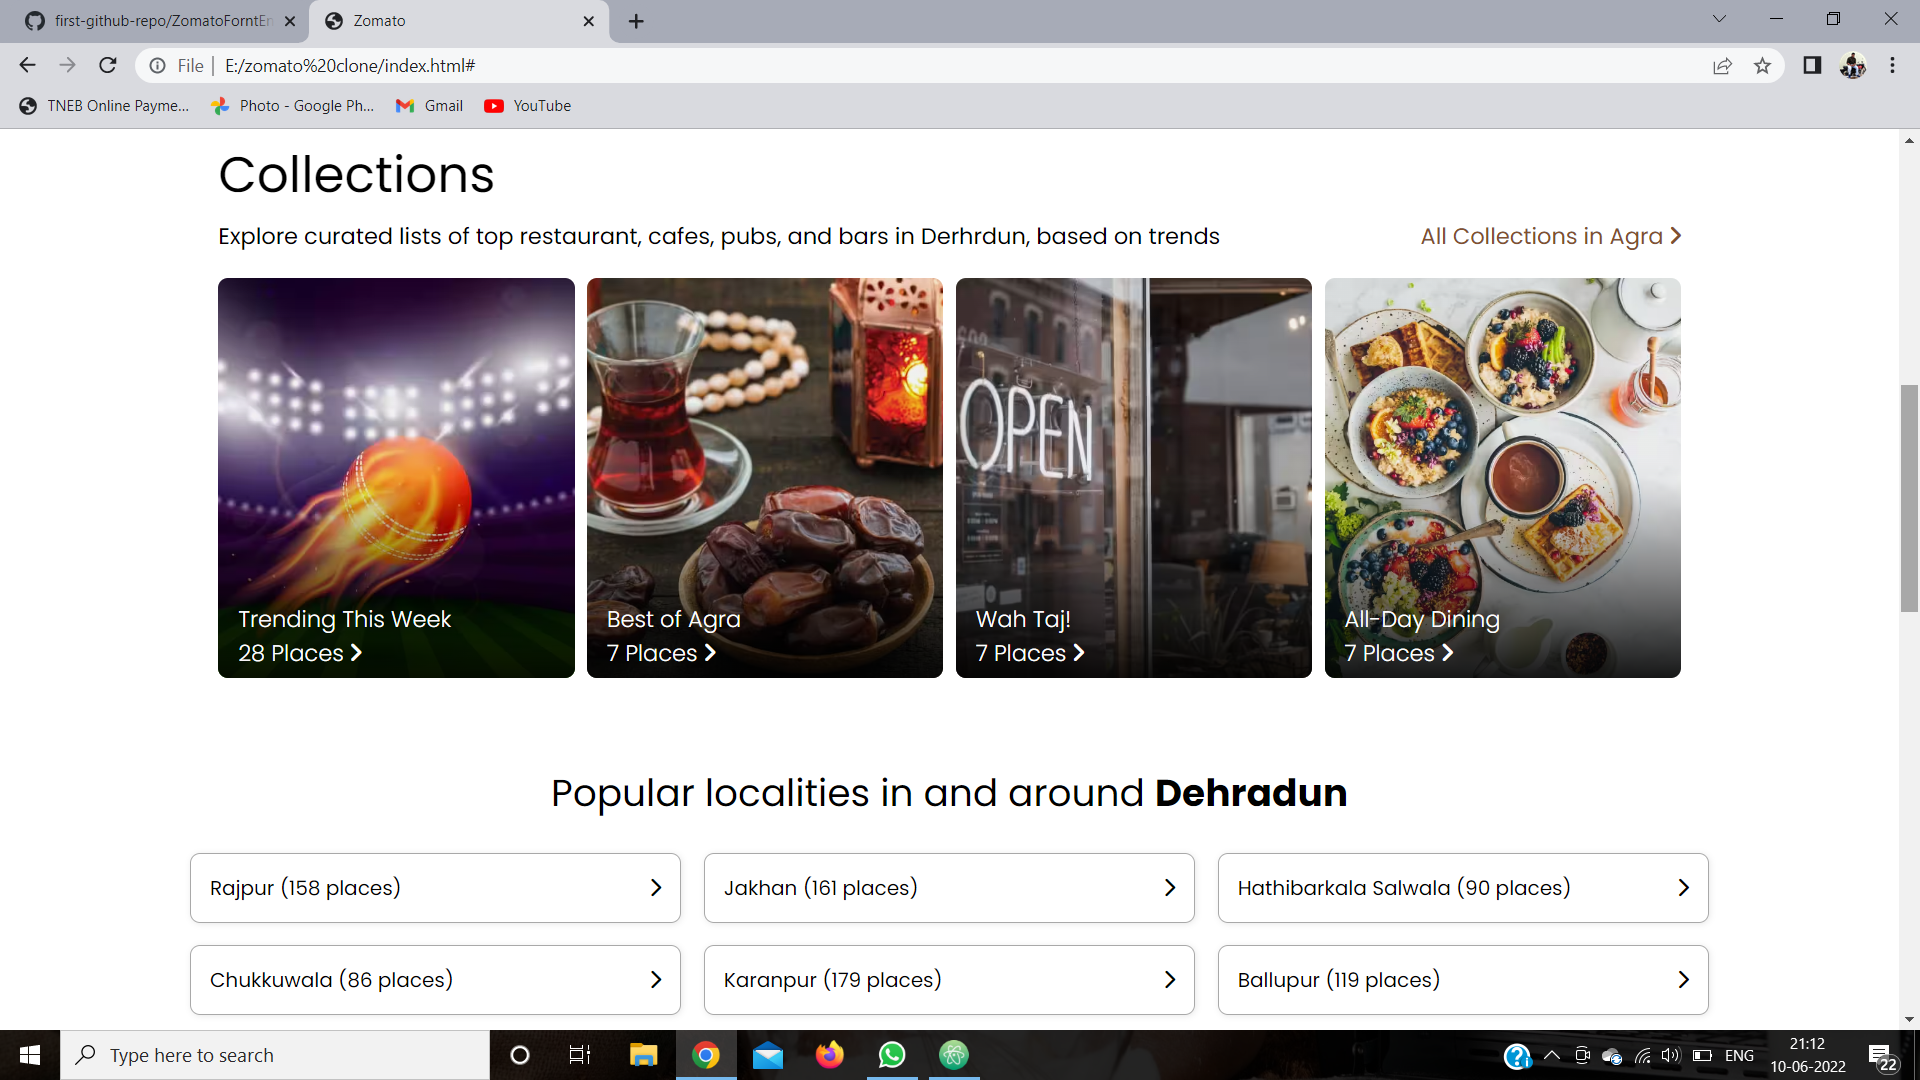 first-github-repo/ZomatoForntEn
Zomato
File
E:/zomato%20clone/index.html#
TNEB Online Payme...
Photo - Google Ph...
Gmail
YouTube
Collections
Explore curated lists of top restaurant, cafes, pubs, and bars in Derhrdun, based on trends
All Collections in Agra
OPEN
Trending This Week
28 Places
Best of Agra
7 Places
Wah Taj!
7 Places
All-Day Dining
7 Places
Popular localities in and around Dehradun
Rajpur (158 places)
Jakhan (161 places)
Hathibarkala Salwala (90 places)
Chukkuwala (86 places)
Karanpur (179 places)
Ballupur (119 places)
Type here to search
ENG
21:12
10-06-2022
22